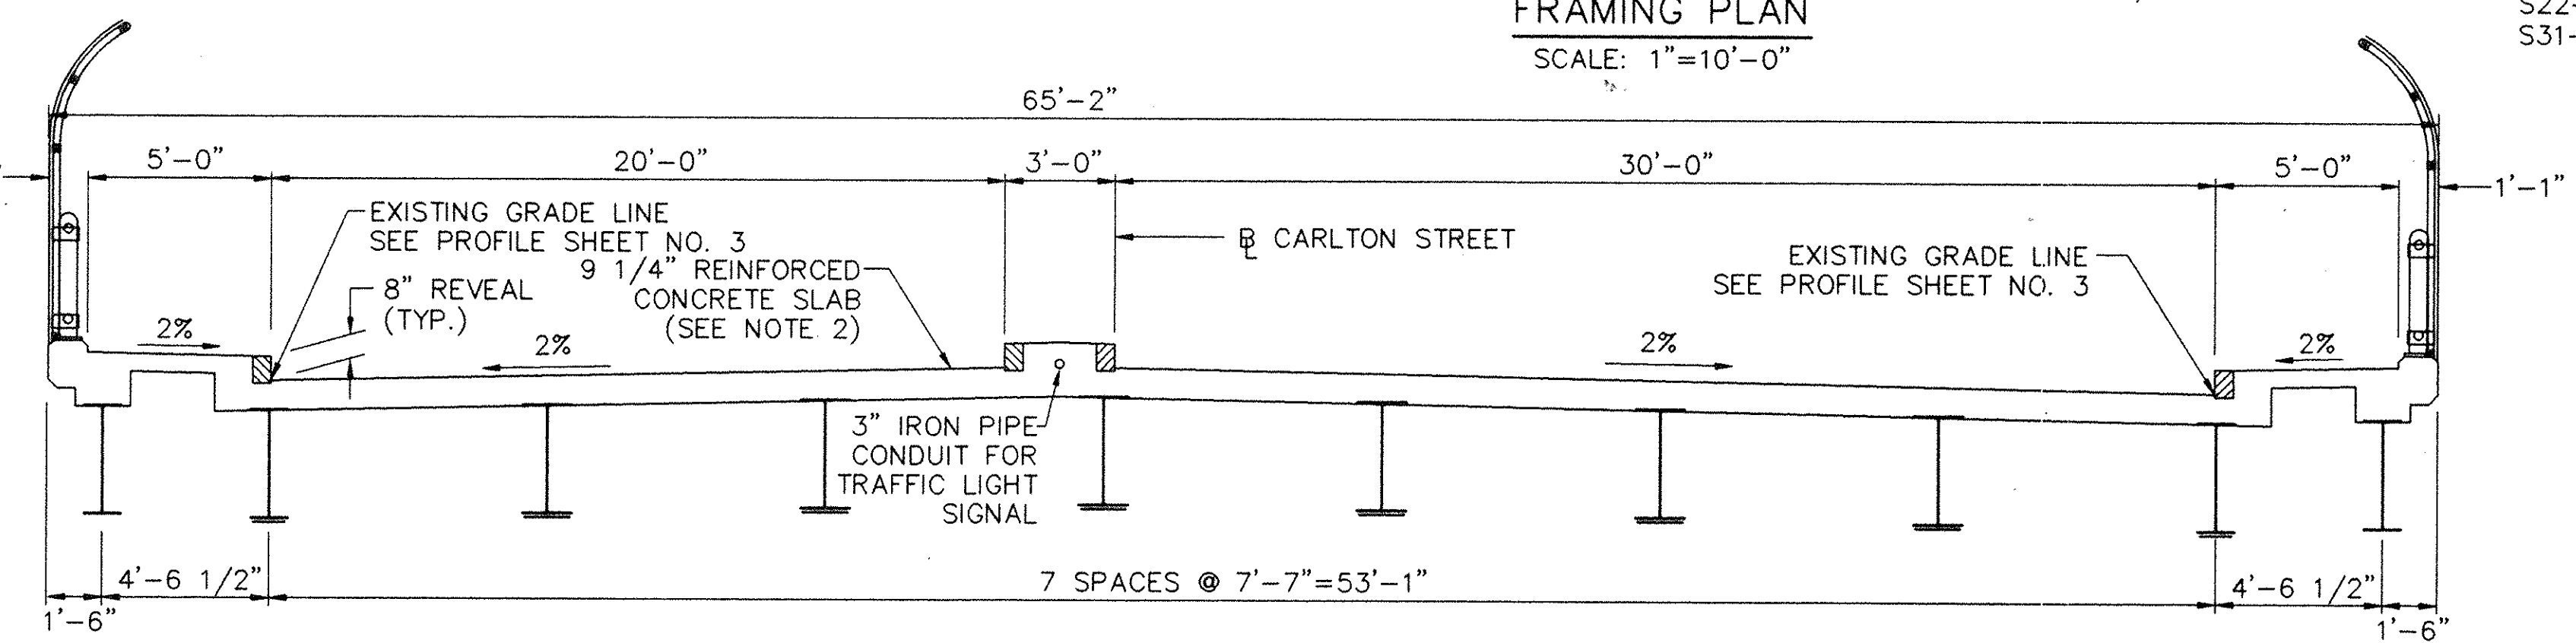 FRAMING PLAN
SCALE: 1"=10'-0"
S22-
S31-
65'-2"
5'-0"
20'-0"
3'-0"
30'-0"
5'-0"
1'-1"
EXISTING GRADE LINE
SEE PROFILE SHEET NO. 3
8" REVEAL
(TYP.)
9 1/4" REINFORCED
CONCRETE SLAB
(SEE NOTE 2)
BL CARLTON STREET
EXISTING GRADE LINE
SEE PROFILE SHEET NO. 3
2%
2%
2%
2%
3" IRON PIPE
CONDUIT FOR
TRAFFIC LIGHT
SIGNAL
4'-6 1/2"
7 SPACES @ 7'-7"=53'-1"
4'-6 1/2"
1'-6"
1'-6"